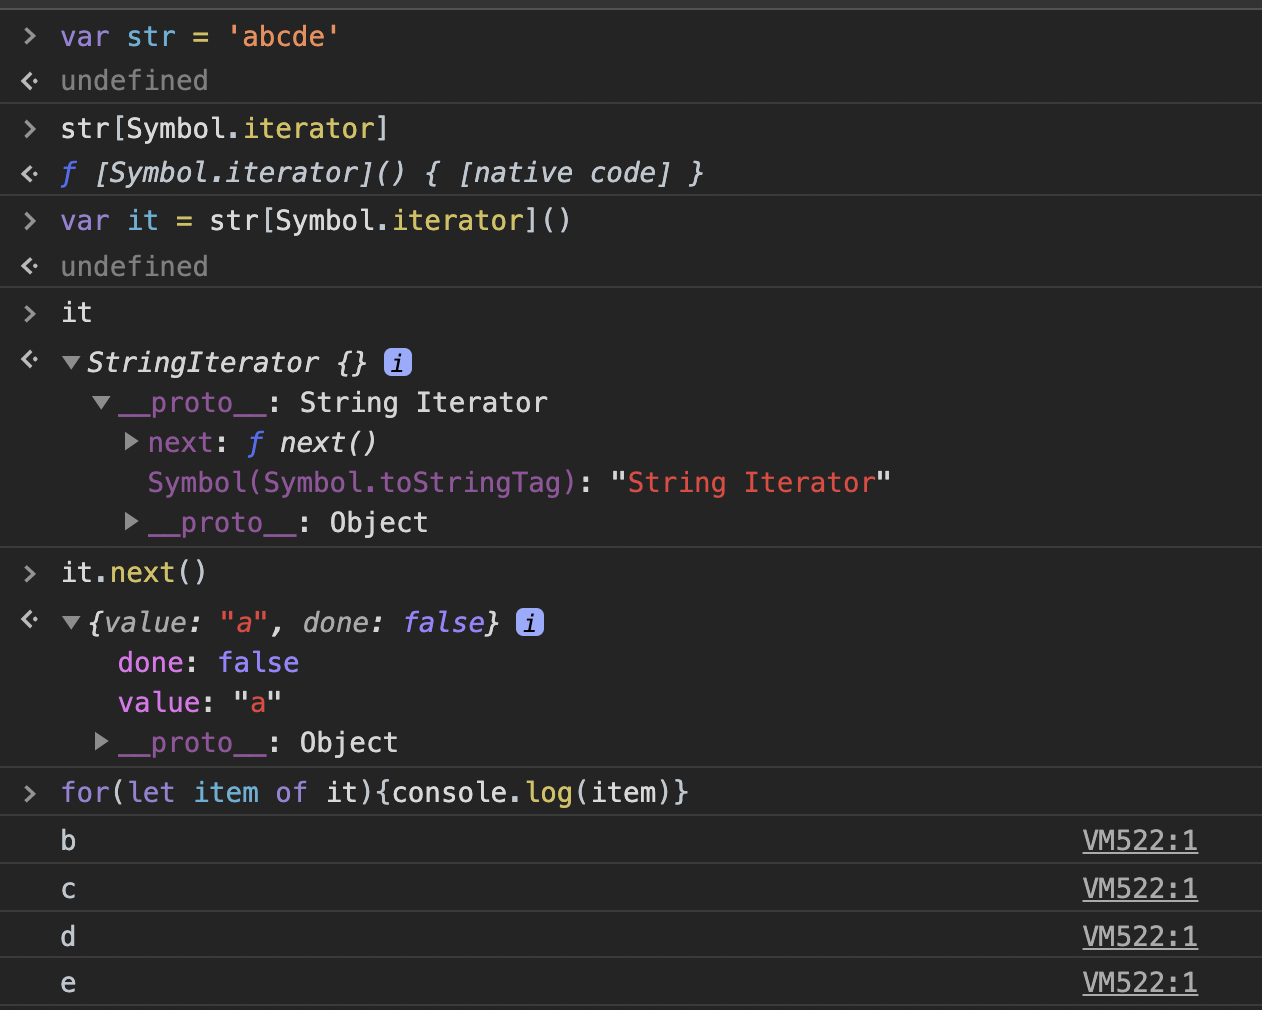 > var str = 'abcde'
undefined
> str[Symbol.iterator]
ƒ [Symbol.iterator]() { [native code] }
> var it = str[Symbol.iterator]()
undefined
> it
StringIterator {} i
__proto__: String Iterator
next: ƒ next()
Symbol(Symbol.toStringTag): "String Iterator"
__proto__: Object
> it.next()
{value: "a", done: false} i
done: false
value: "a"
__proto__: Object
> for(let item of it){console.log(item)}
b VM522:1
c VM522:1
d VM522:1
e VM522:1